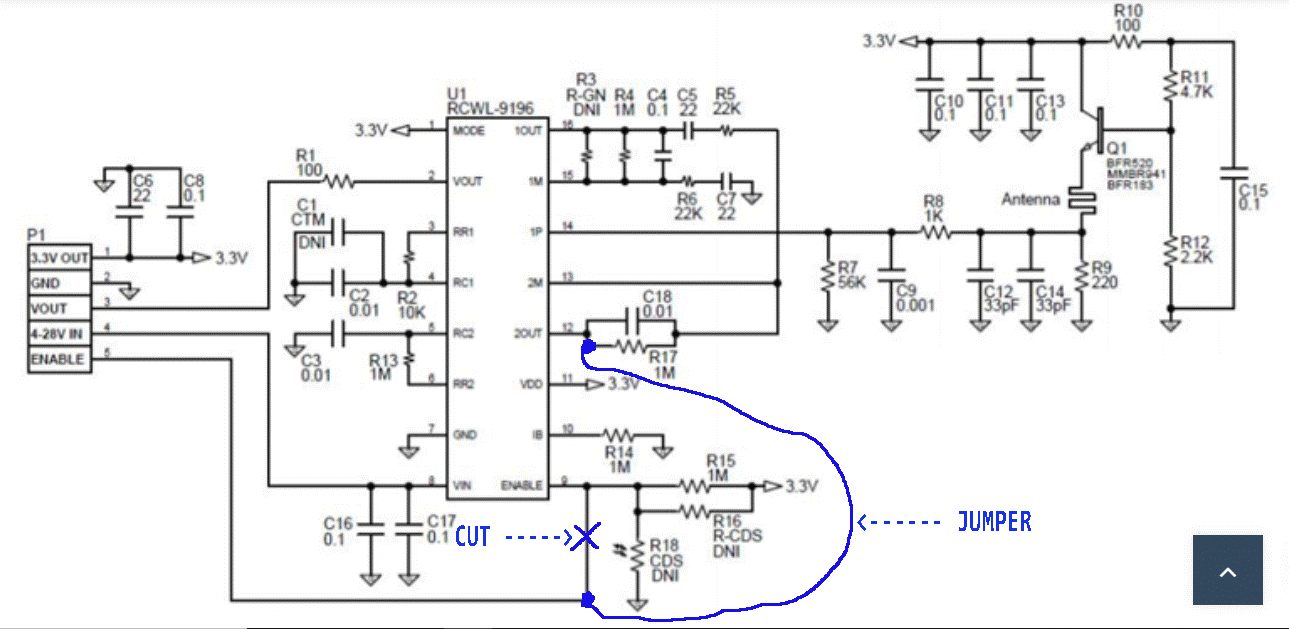 R10
100
3.3V
R11
4.7K
C10
0.1
C11
0.1
C13
0.1
Q1
BFR520
MMBR941
BFR183
Antenna
C15
0.1
R8
1K
R12
2.2K
R7
56K
C9
0.001
C12
33pF
C14
33pF
R9
220
U1
RCWL-9196
R3
R-GN
DNI
R4
1M
C4
0.1
C5
22
R5
22K
3.3V
1 MODE 1OUT 16
R1
100
2 VOUT 1M 15
R6
22K
C7
22
C6
22
C8
0.1
C1
CTM
DNI
3 RR1 1P 14
P1
3.3V OUT 1
3.3V
GND 2
VOUT 3
4-28V IN 4
ENABLE 5
4 RC1 2M 13
C2
0.01
R2
10K
C18
0.01
5 RC2 2OUT 12
C3
0.01
R13
1M
R17
1M
6 RR2 VDD 11
3.3V
7 GND IB 10
R14
1M
8 VIN ENABLE 9
R15
1M
3.3V
C16
0.1
C17
0.1
CUT
R16
R-CDS
DNI
R18
CDS
DNI
JUMPER